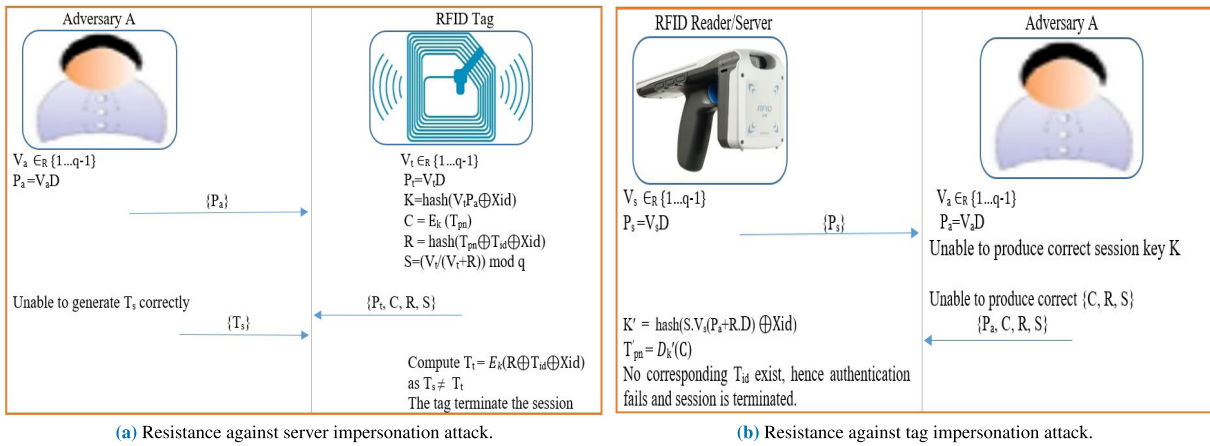 Adversary A
RFID Tag
Vₐ ∈R {1...q-1}
Pₐ=VₐD
{Pₐ}
Vₜ ∈R {1...q-1}
Pₜ=VₜD
K=hash(VₜPₐ⊕Xid)
C = Eₖ (Tₚₙ)
R = hash(Tₚₙ⊕Tid⊕Xid)
S=(Vₜ/(Vₜ+R)) mod q
Unable to generate Tₛ correctly
{Pₜ, C, R, S}
{Tₛ}
Compute Tₜ = Eₖ(R⊕Tid⊕Xid)
as Tₛ≠ Tₜ
The tag terminate the session
(a) Resistance against server impersonation attack.
RFID Reader/Server
Adversary A
RFID
Vₛ ∈R {1...q-1}
Pₛ=VₛD
{Pₛ}
Vₐ ∈R {1...q-1}
Pₐ=VₐD
Unable to produce correct session key K
Unable to produce correct {C, R, S}
{Pₐ, C, R, S}
K′ = hash(S.Vₛ(Pₐ+R.D) ⊕Xid)
T′ₚₙ = Dₖ′(C)
No corresponding Tid exist, hence authentication
fails and session is terminated.
(b) Resistance against tag impersonation attack.